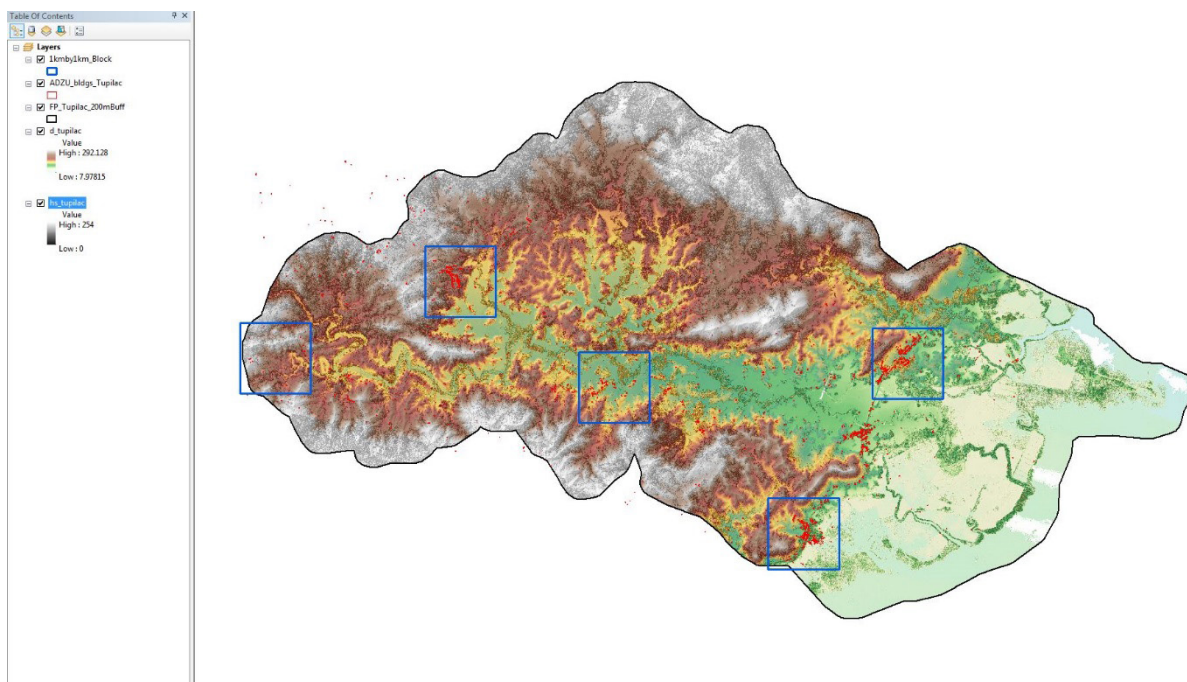 Table Of Contents
Layers
1kmby1km_Block
ADZU_bldgs_Tupilac
FP_Tupilac_200mBuff
d_tupilac
Value
High : 292.128
Low : 7.97815
hs_tupilac
Value
High : 254
Low : 0